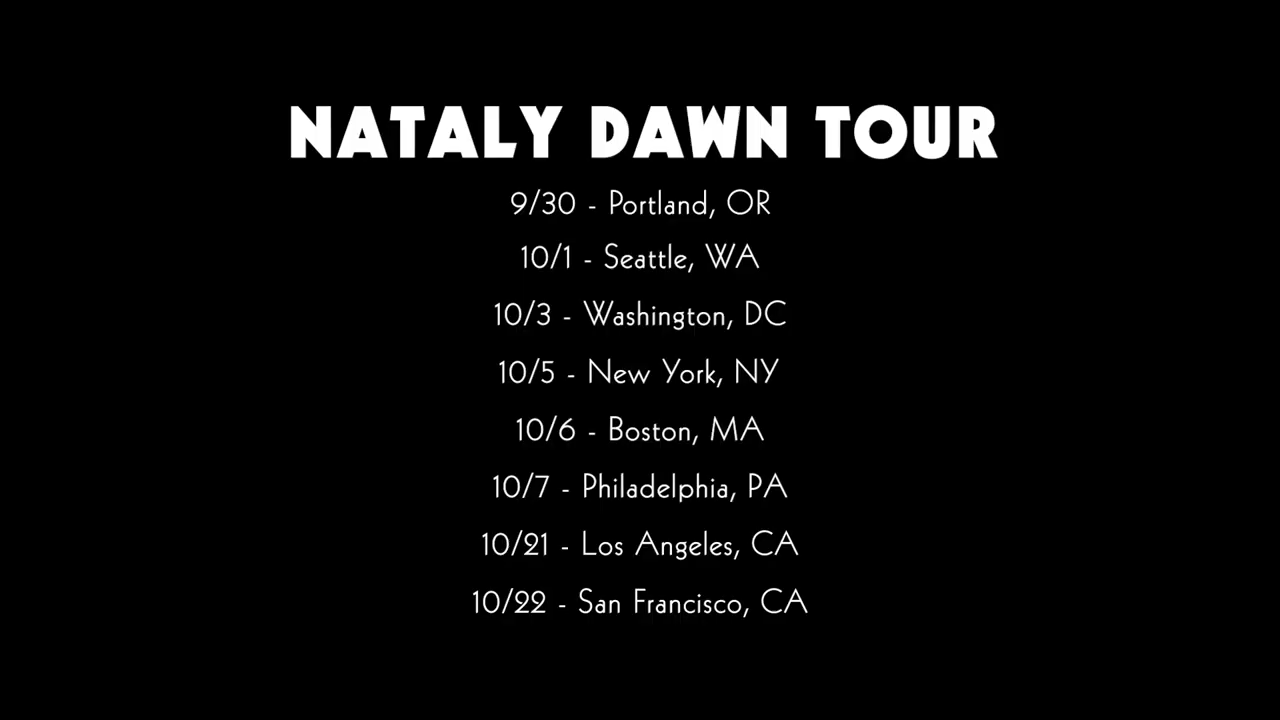 NATALY DAWN TOUR
9/30 - Portland, OR
10/1 - Seattle, WA
10/3 - Washington, DC
10/5 - New York, NY
10/6 - Boston, MA
10/7 - Philadelphia, PA
10/21 - Los Angeles, CA
10/22 - San Francisco, CA